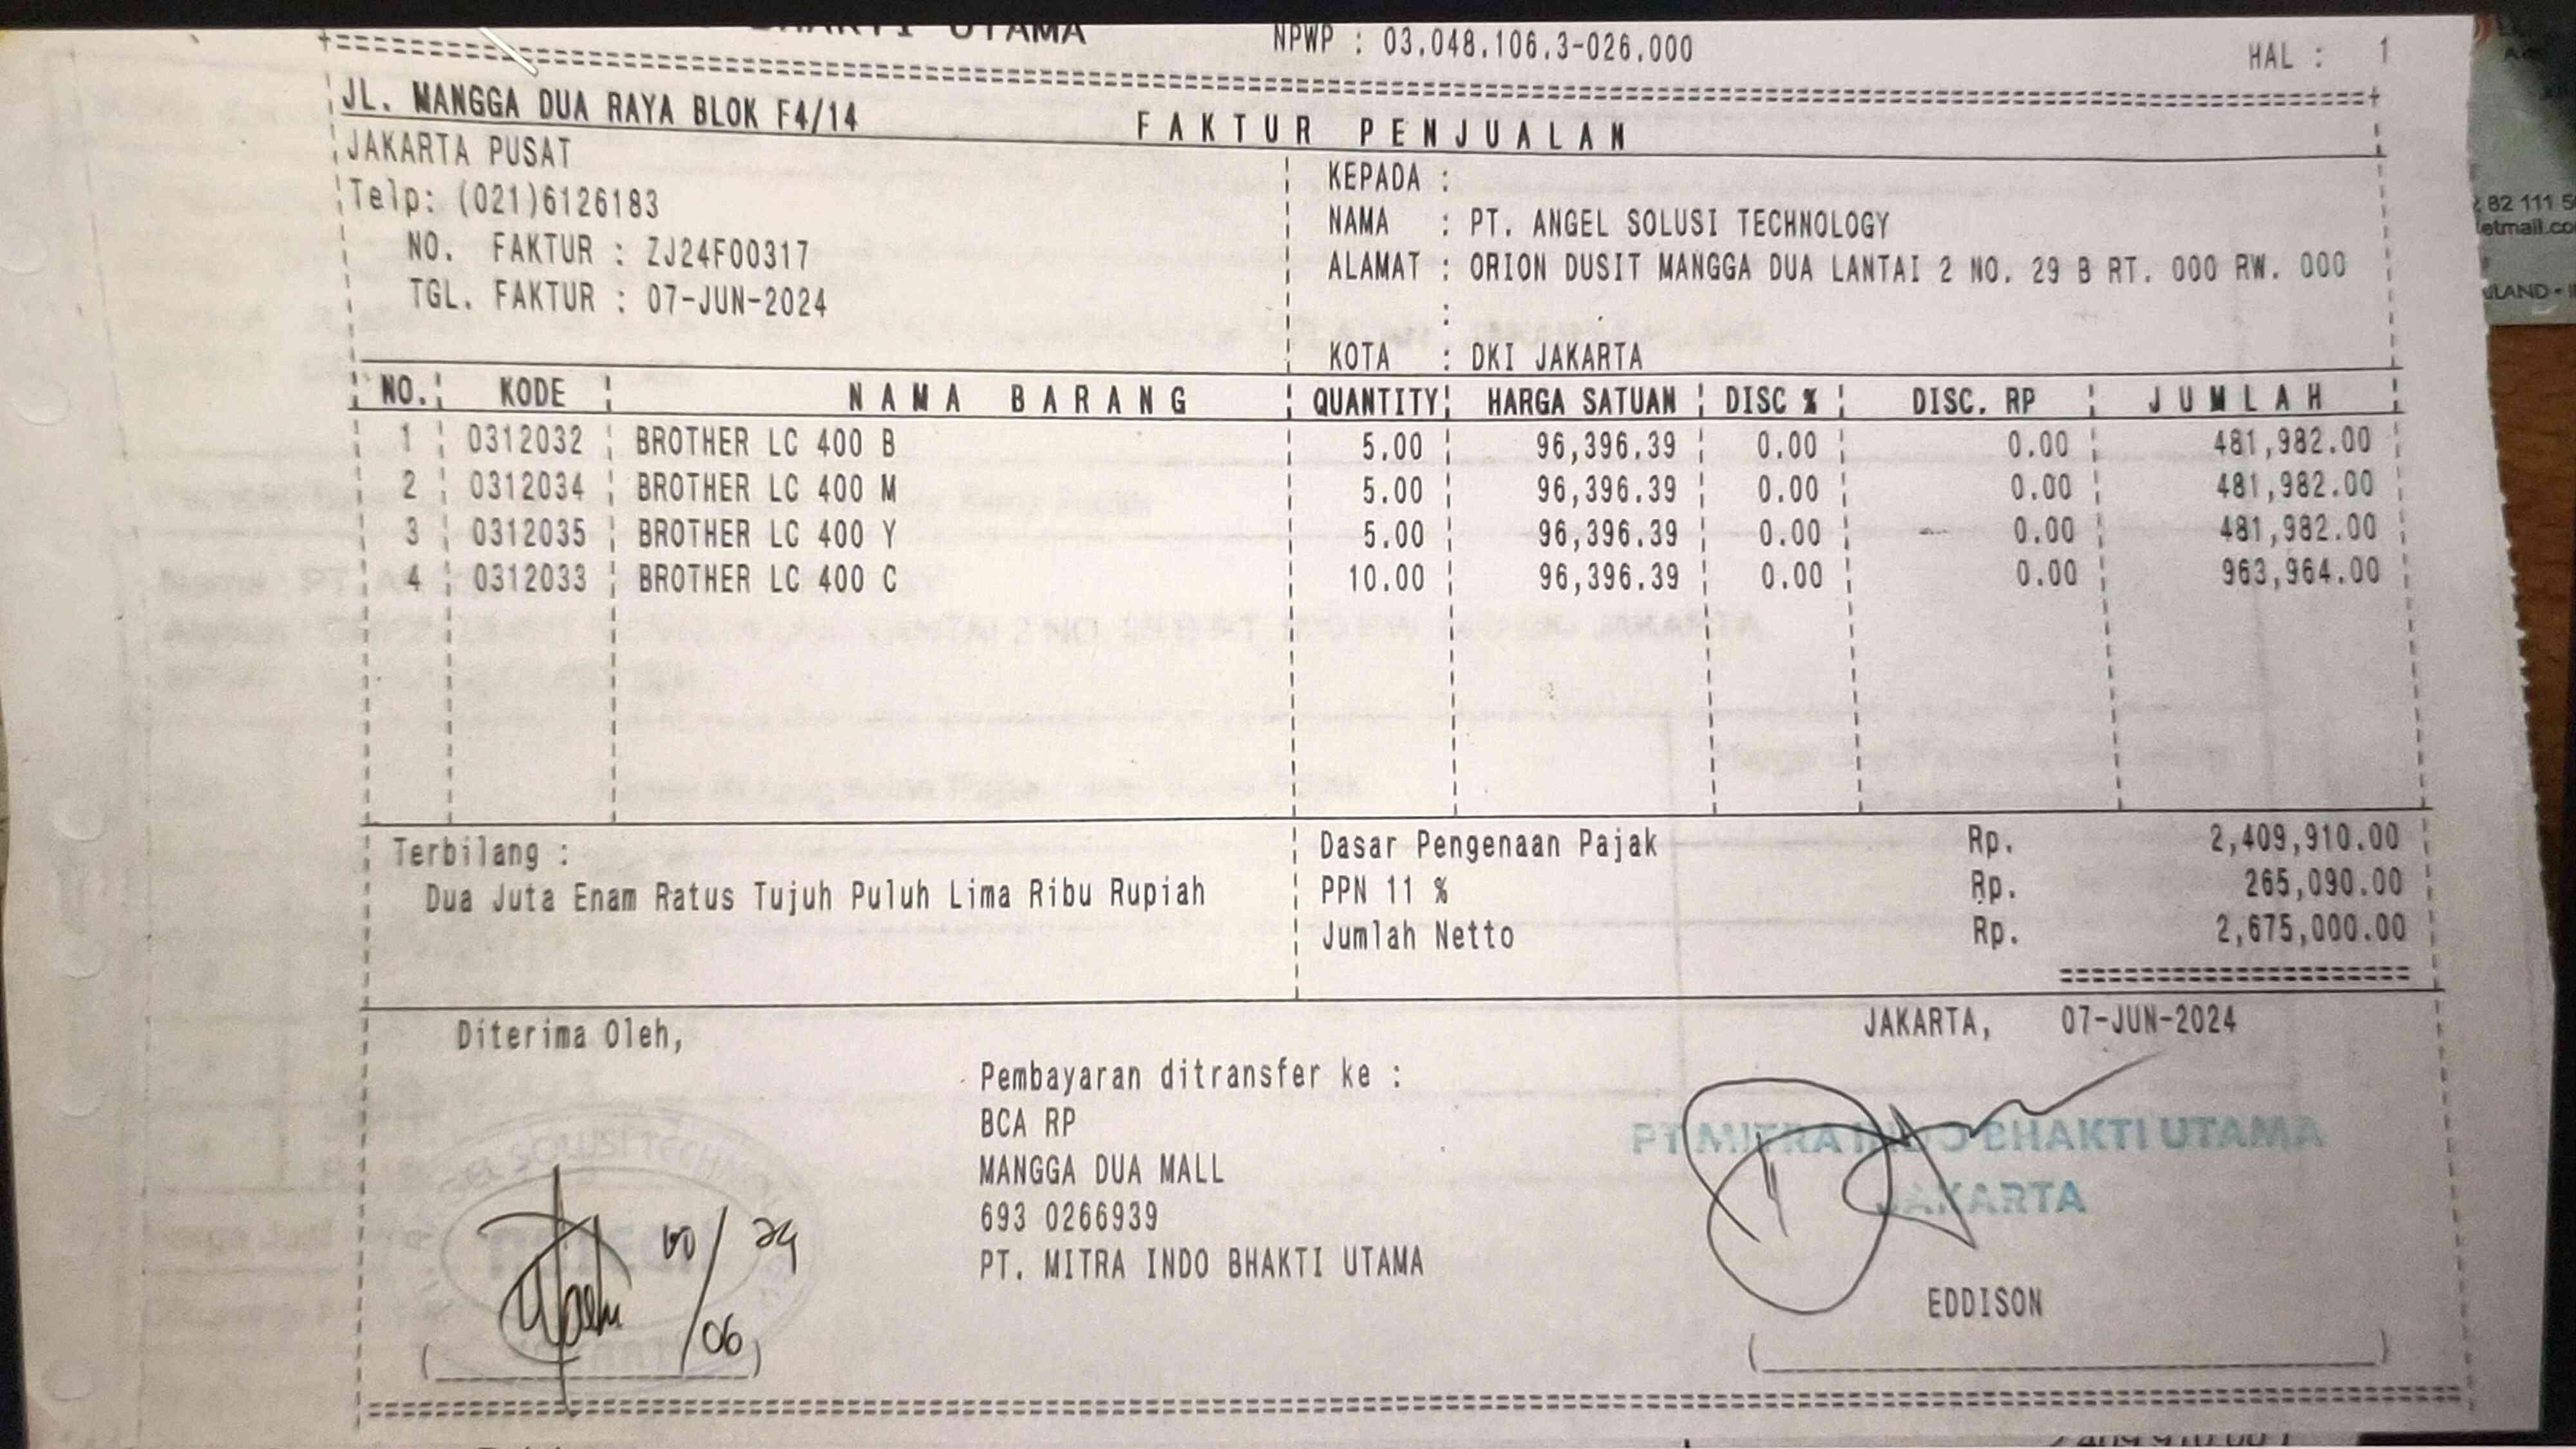 BHAKTI UTAMA NPWP : 03.048.106.3-026.000 HAL : 1
JL. MANGGA DUA RAYA BLOK F4/14
FAKTUR PENJUALAN
JAKARTA PUSAT
Telp: (021)6126183
NO. FAKTUR : ZJ24F00317
TGL. FAKTUR : 07-JUN-2024
KEPADA :
NAMA : PT. ANGEL SOLUSI TECHNOLOGY
ALAMAT : ORION DUSIT MANGGA DUA LANTAI 2 NO. 29 B RT. 000 RW. 000
:
KOTA : DKI JAKARTA
NO. KODE NAMA BARANG QUANTITY HARGA SATUAN DISC % DISC. RP JUMLAH
1 0312032 BROTHER LC 400 B 5.00 96,396.39 0.00 0.00 481,982.00
2 0312034 BROTHER LC 400 M 5.00 96,396.39 0.00 0.00 481,982.00
3 0312035 BROTHER LC 400 Y 5.00 96,396.39 0.00 0.00 481,982.00
4 0312033 BROTHER LC 400 C 10.00 96,396.39 0.00 0.00 963,964.00
Terbilang :
Dua Juta Enam Ratus Tujuh Puluh Lima Ribu Rupiah
Dasar Pengenaan Pajak Rp. 2,409,910.00
PPN 11 % Rp. 265,090.00
Jumlah Netto Rp. 2,675,000.00
Diterima Oleh,
Pembayaran ditransfer ke :
BCA RP
MANGGA DUA MALL
693 0266939
PT. MITRA INDO BHAKTI UTAMA
JAKARTA, 07-JUN-2024
PT MITRA INDO BHAKTI UTAMA
JAKARTA
EDDISON